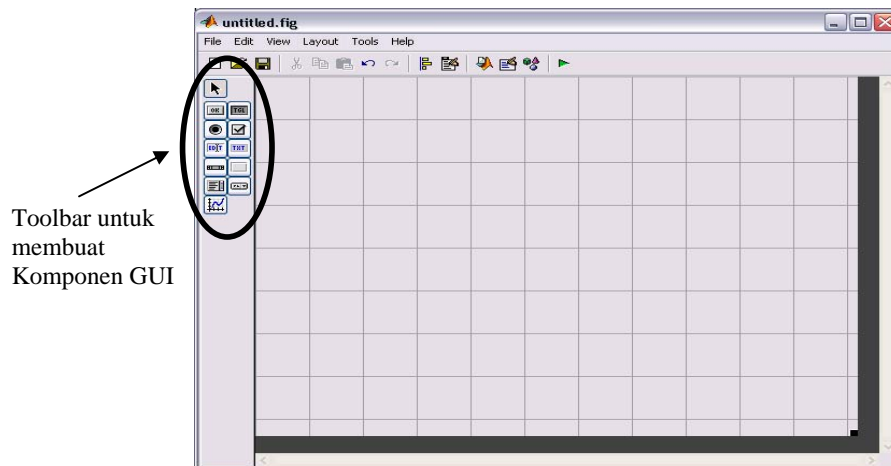 untitled.fig
File Edit View Layout Tools Help
OK TGL
EDIT TXT
Toolbar untuk
membuat
Komponen GUI